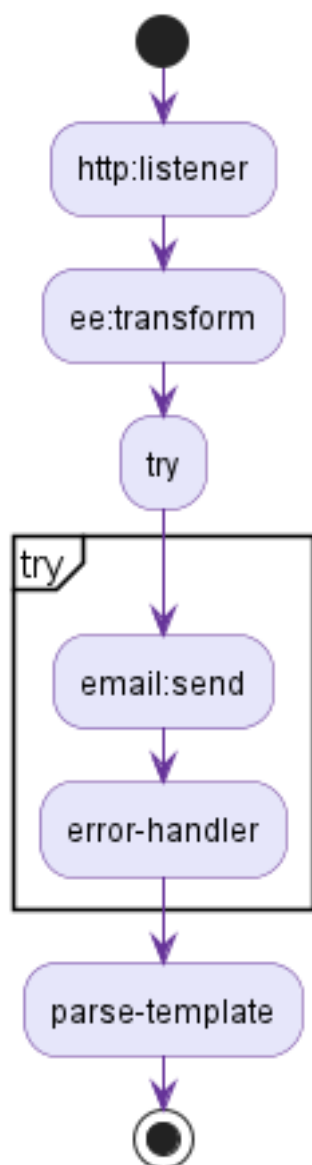 http:listener
ee:transform
try
try
email:send
error-handler
parse-template